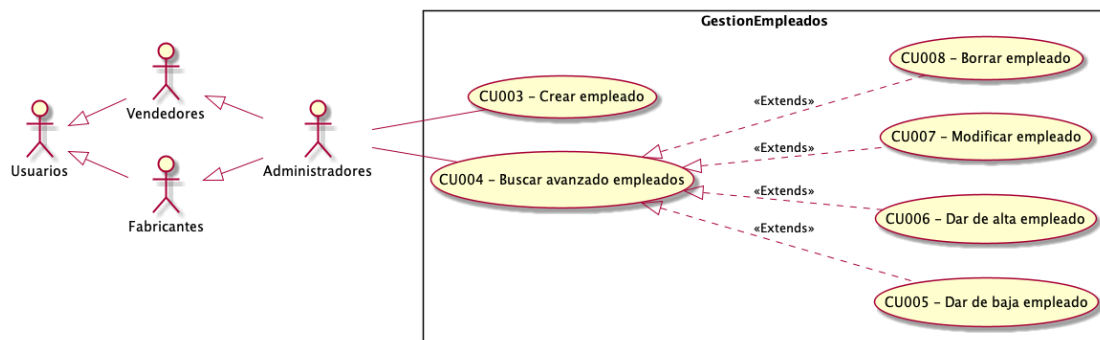 GestionEmpleados
CU008 – Borrar empleado
Vendedores
CU003 – Crear empleado
«Extends»
CU007 – Modificar empleado
«Extends»
Usuarios
Administradores
CU004 – Buscar avanzado empleados
«Extends»
CU006 – Dar de alta empleado
Fabricantes
«Extends»
CU005 – Dar de baja empleado